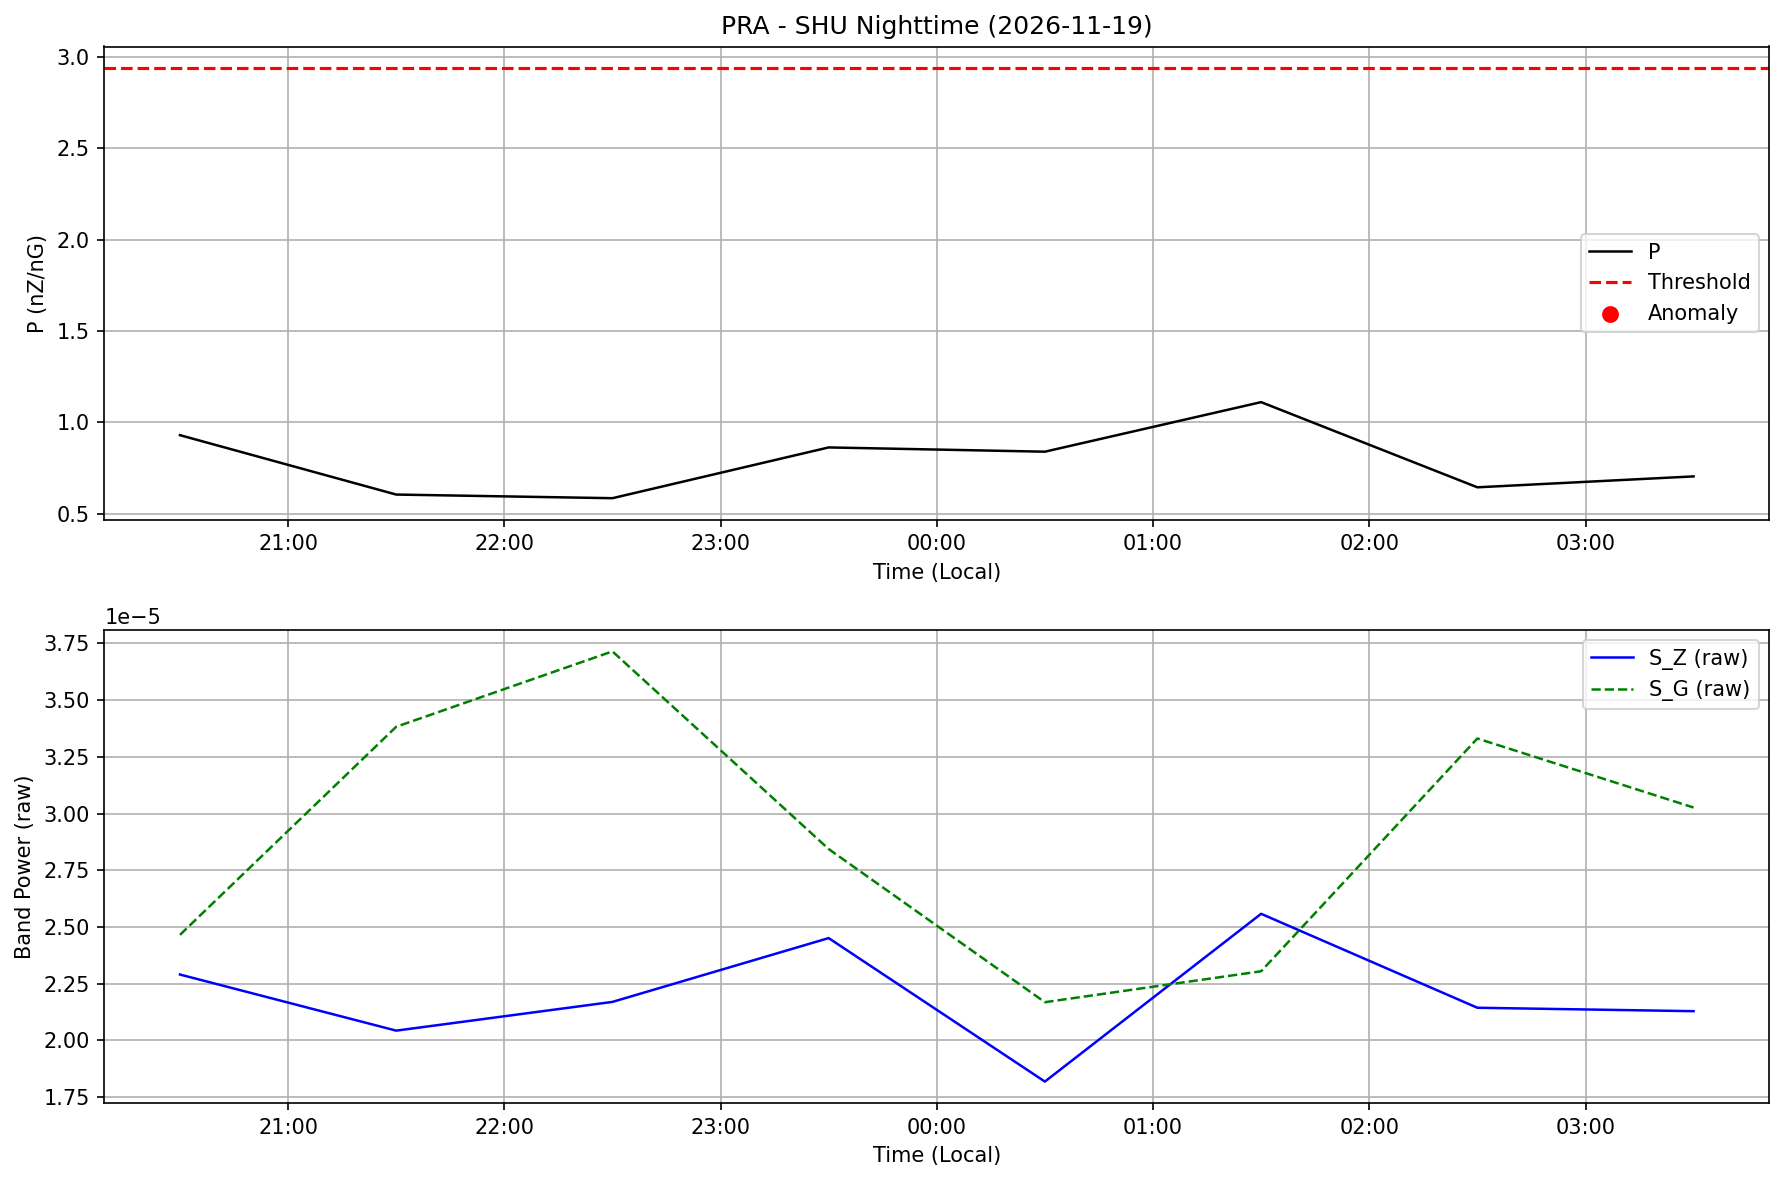 PRA - SHU Nighttime (2026-11-19)
3.0
2.5
2.0
1.5
1.0
0.5
P (nZ/nG)
P
Threshold
Anomaly
21:00 22:00 23:00 00:00 01:00 02:00 03:00
Time (Local)
1e−5
3.75
3.50
3.25
3.00
2.75
2.50
2.25
2.00
1.75
Band Power (raw)
S_Z (raw)
S_G (raw)
21:00 22:00 23:00 00:00 01:00 02:00 03:00
Time (Local)